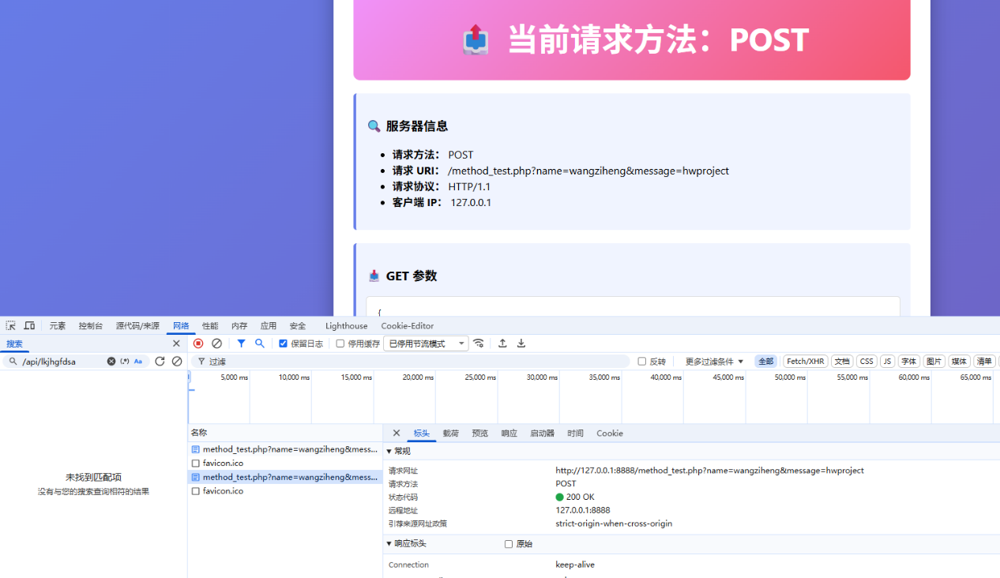 当前请求方法：POST
服务器信息
请求方法： POST
请求 URI： /method_test.php?name=wangziheng&message=hwproject
请求协议： HTTP/1.1
客户端 IP： 127.0.0.1
GET 参数
{
元素 控制台 源代码/来源 网络 性能 内存 应用 安全 Lighthouse Cookie-Editor
搜索 保留日志 停用缓存 已停用节流模式
/api/lkjhgfdsa (.*) Aa 过滤 反转 更多过滤条件 全部 Fetch/XHR 文档 CSS JS 字体 图片 媒体 清单
5,000 ms 10,000 ms 15,000 ms 20,000 ms 25,000 ms 30,000 ms 35,000 ms 40,000 ms 45,000 ms 50,000 ms 55,000 ms 60,000 ms 65,000 ms
名称 标头 载荷 预览 响应 启动器 时间 Cookie
method_test.php?name=wangziheng&mess...
favicon.ico
method_test.php?name=wangziheng&mess...
favicon.ico
未找到匹配项
没有与您的搜索查询相符的结果
常规
请求网址 http://127.0.0.1:8888/method_test.php?name=wangziheng&message=hwproject
请求方法 POST
状态代码 200 OK
远程地址 127.0.0.1:8888
引荐来源网址政策 strict-origin-when-cross-origin
响应标头 原始
Connection keep-alive